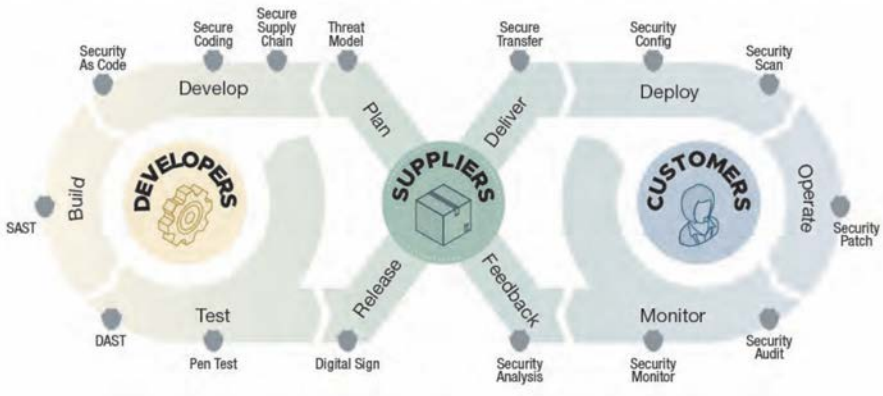 Security
As Code
Secure
Coding
Secure
Supply
Chain
Threat
Model
Secure
Transfer
Security
Config
Security
Scan
Develop
Plan
Deliver
Deploy
Build
DEVELOPERS
SUPPLIERS
CUSTOMERS
Operate
SAST
Security
Patch
Test
Release
Feedback
Monitor
DAST
Pen Test
Digital Sign
Security
Analysis
Security
Monitor
Security
Audit